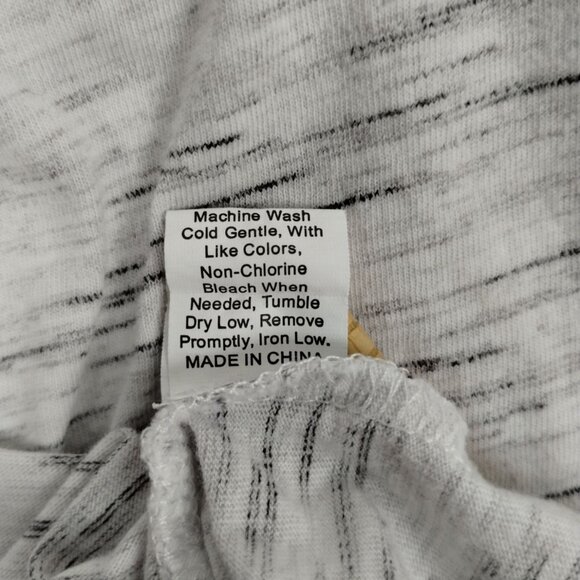 Machine Wash
Cold Gentle, With
Like Colors,
Non-Chlorine
Bleach When
Needed, Tumble
Dry Low, Remove
Promptly, Iron Low.
MADE IN CHINA